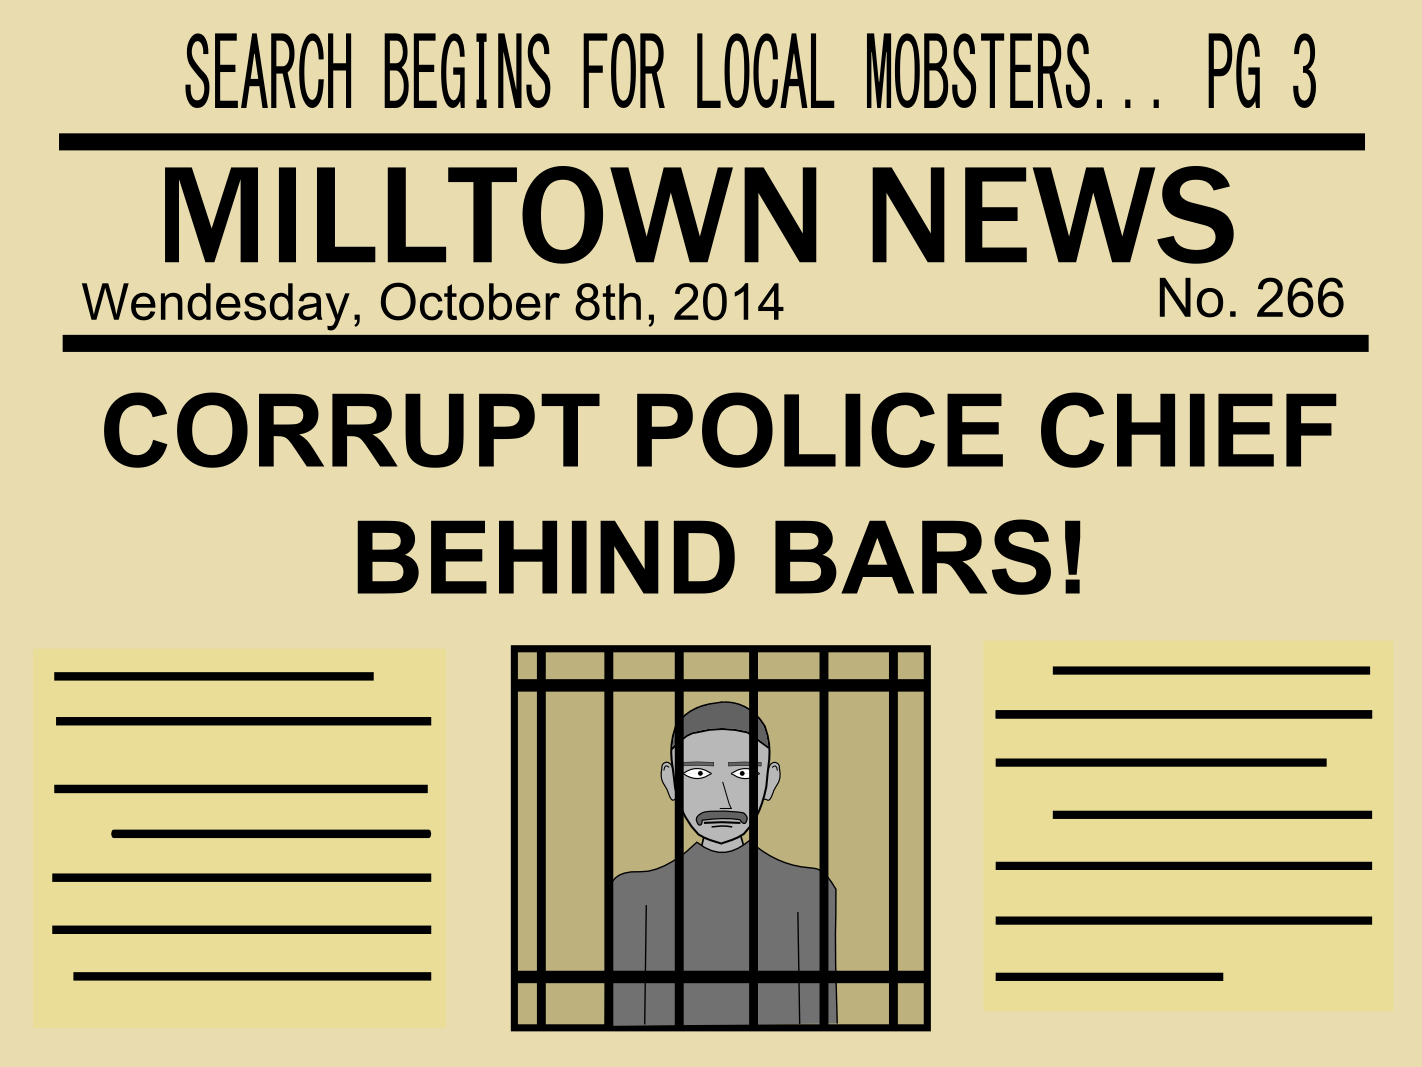 SEARCH BEGINS FOR LOCAL MOBSTERS... PG 3
MILLTOWN NEWS
Wendesday, October 8th, 2014
No. 266
CORRUPT POLICE CHIEF
BEHIND BARS!